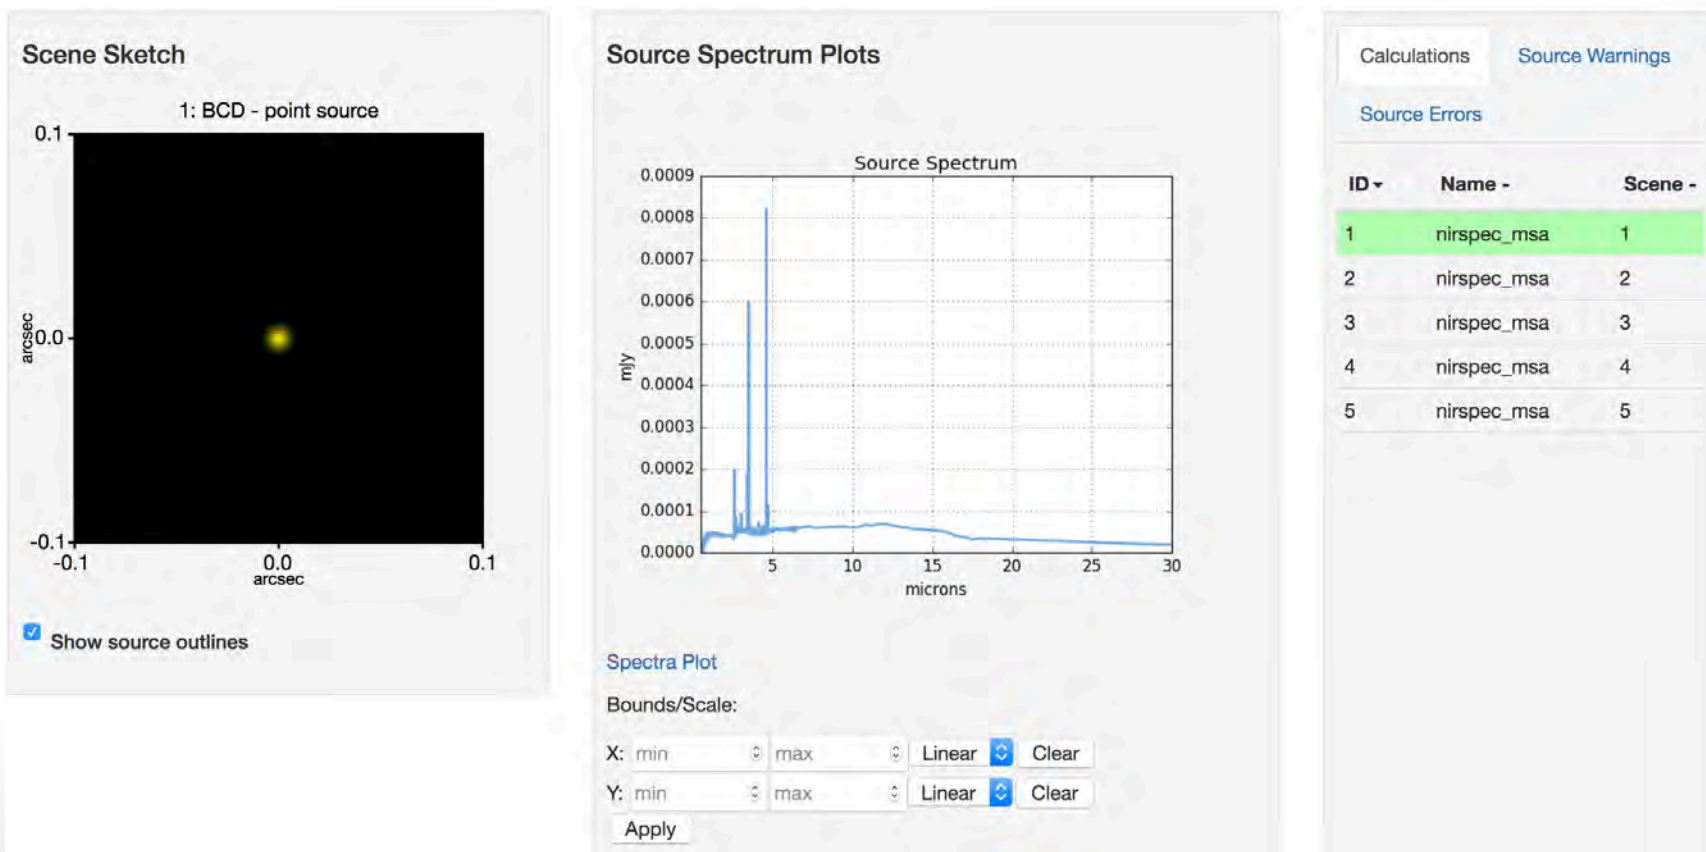 Scene Sketch
1: BCD - point source
0.1
0.0
-0.1
arcsec
-0.1
0.0
0.1
arcsec
Show source outlines
Source Spectrum Plots
Source Spectrum
0.0009
0.0008
0.0007
0.0006
0.0005
0.0004
0.0003
0.0002
0.0001
0.0000
mJy
5
10
15
20
25
30
microns
Spectra Plot
Bounds/Scale:
X: min max Linear Clear
Y: min max Linear Clear
Apply
Calculations Source Warnings
Source Errors
ID Name - Scene -
1 nirspec_msa 1
2 nirspec_msa 2
3 nirspec_msa 3
4 nirspec_msa 4
5 nirspec_msa 5